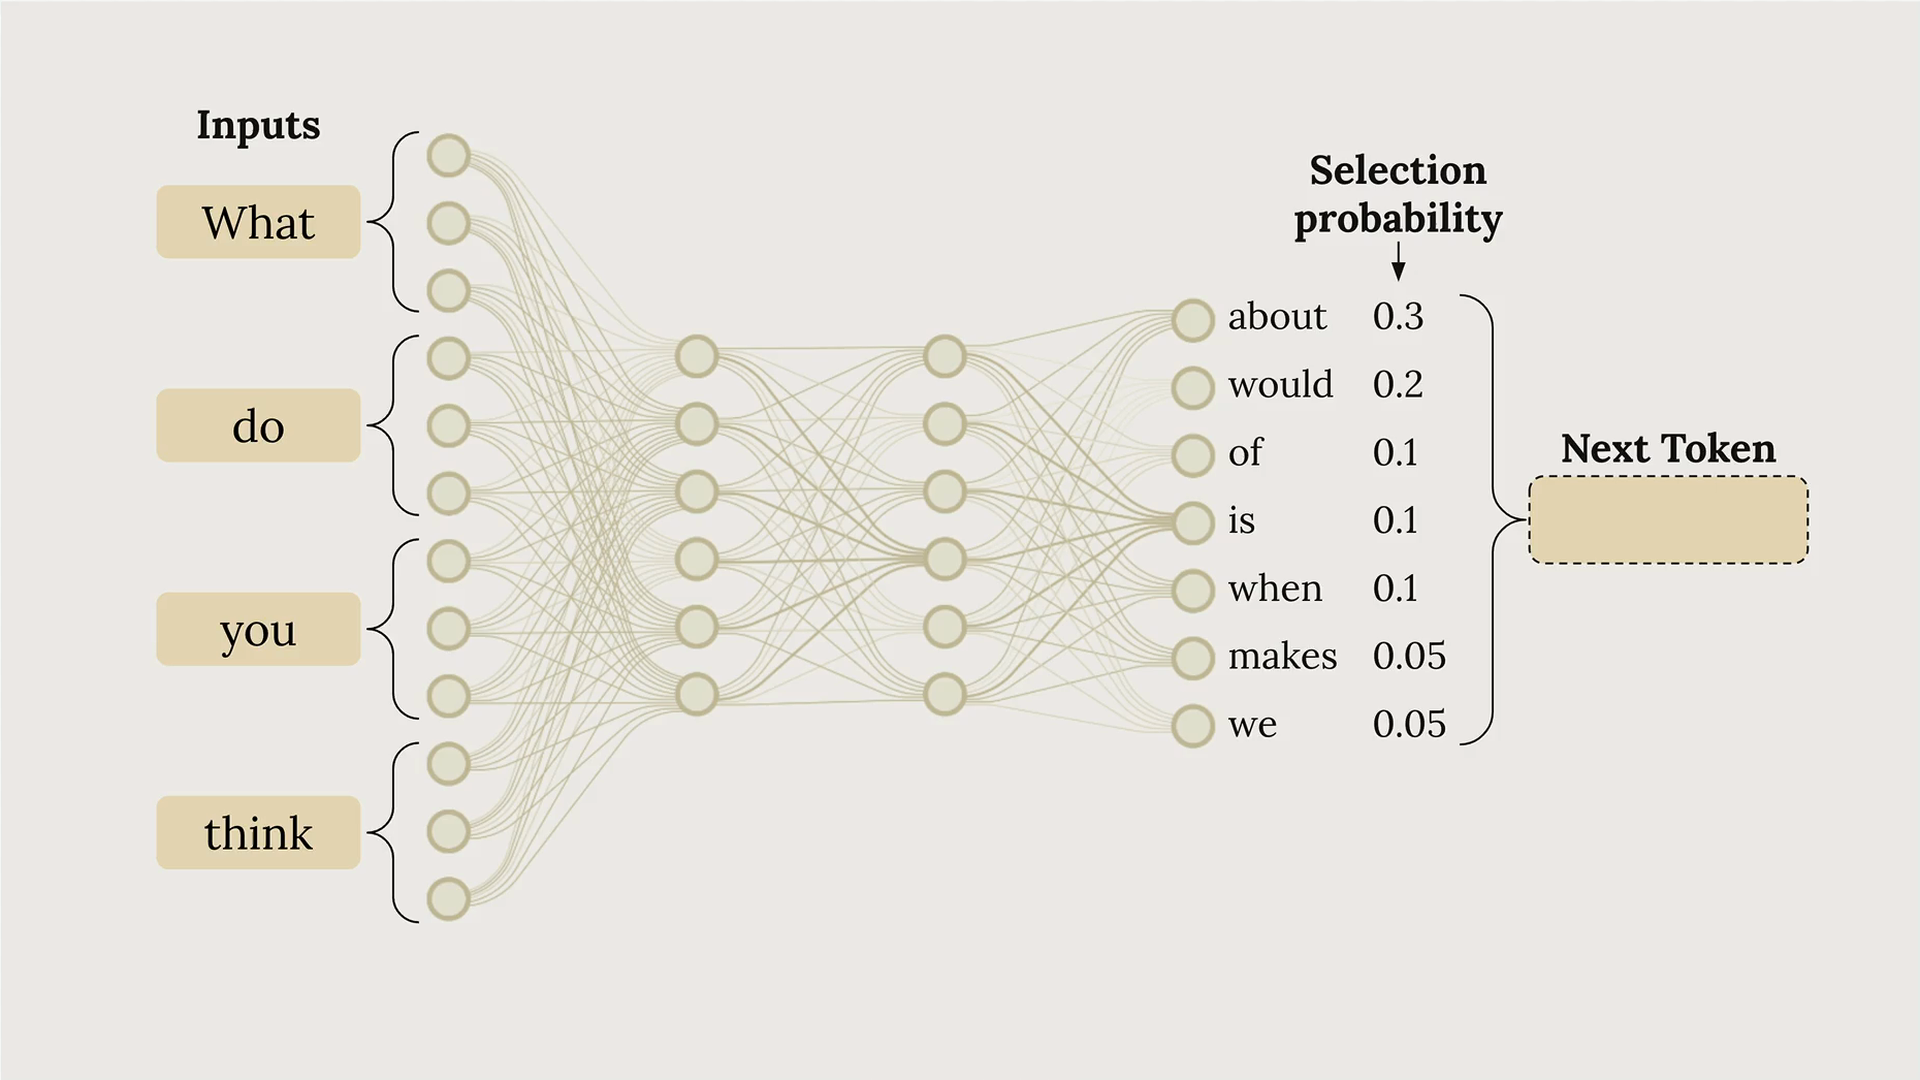 Inputs
What
do
you
think
Selection
probability
about 0.3
would 0.2
of 0.1
is 0.1
when 0.1
makes 0.05
we 0.05
Next Token